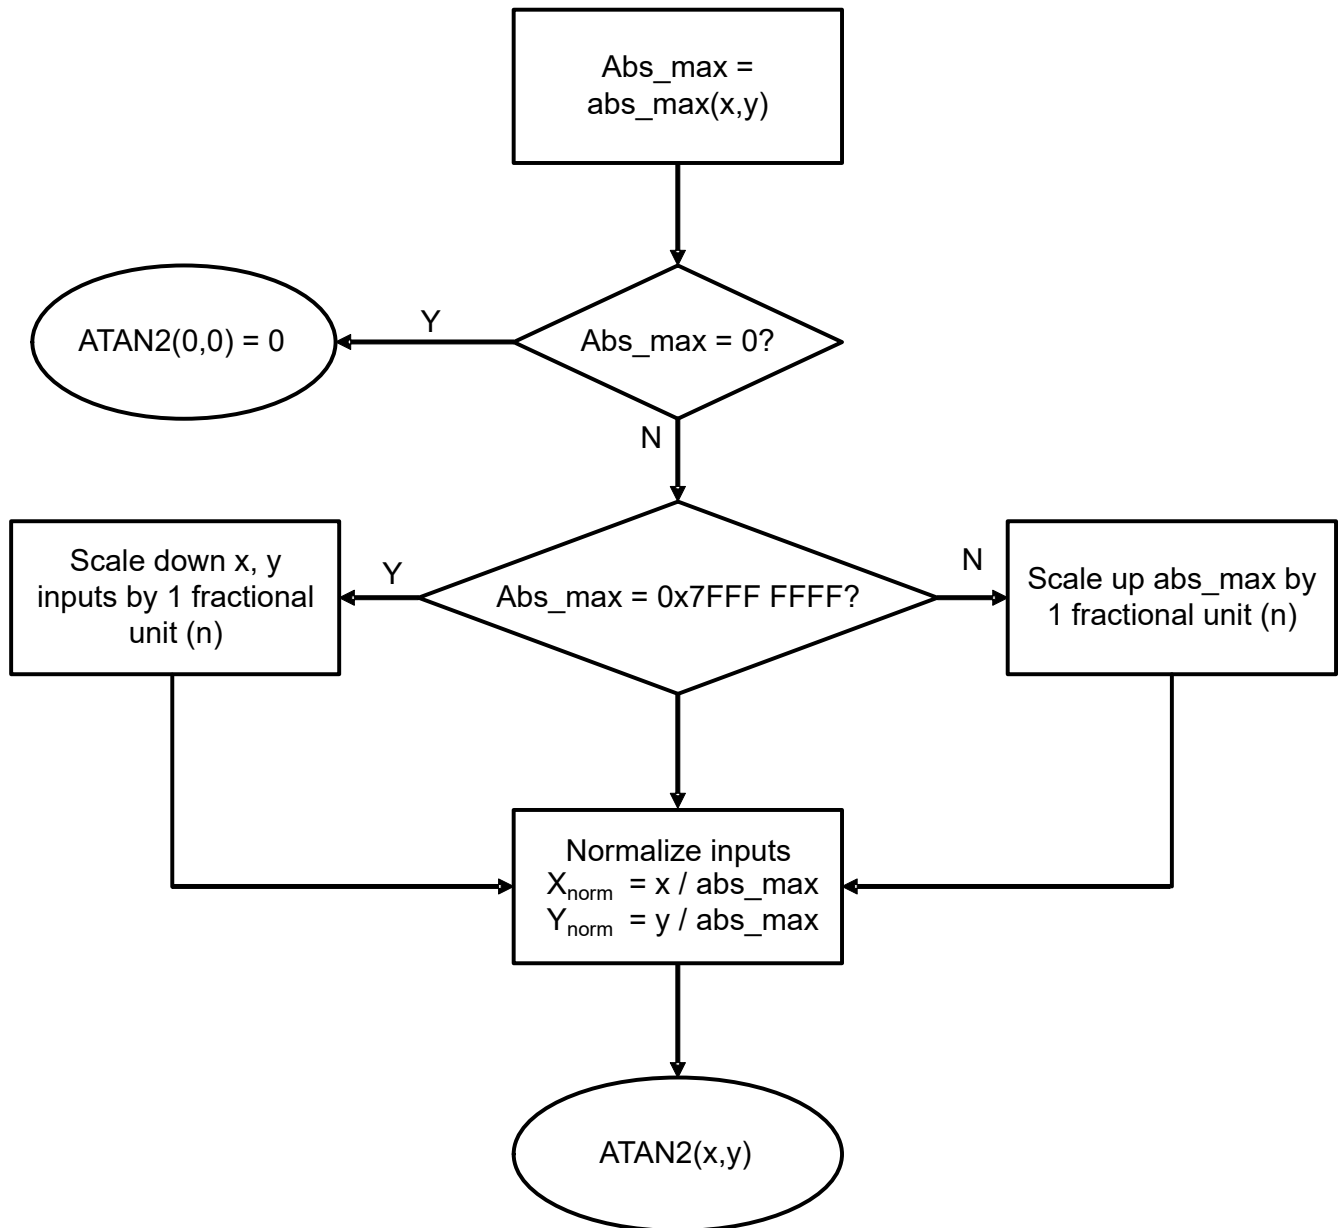 Abs_max =
abs_max(x,y)
Y
ATAN2(0,0) = 0
Abs_max = 0?
N
Scale down x, y
inputs by 1 fractional
unit (n)
Y
Abs_max = 0x7FFF FFFF?
N
Scale up abs_max by
1 fractional unit (n)
Normalize inputs
Xnorm = x / abs_max
Ynorm = y / abs_max
ATAN2(x,y)